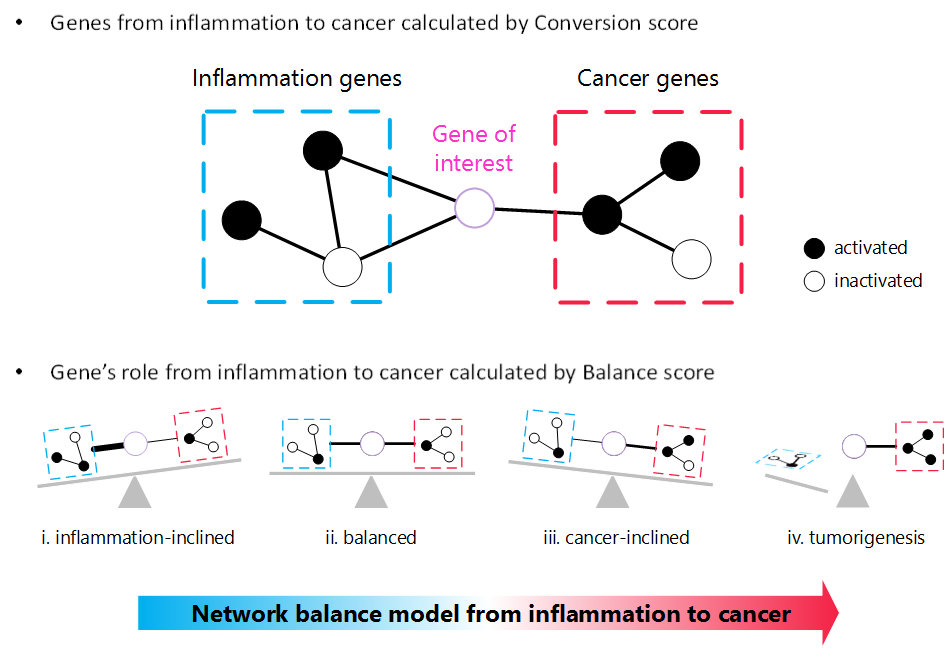 • Genes from inflammation to cancer calculated by Conversion score
Inflammation genes
Cancer genes
Gene of
interest
activated
inactivated
• Gene's role from inflammation to cancer calculated by Balance score
i. inflammation-inclined
ii. balanced
iii. cancer-inclined
iv. tumorigenesis
Network balance model from inflammation to cancer